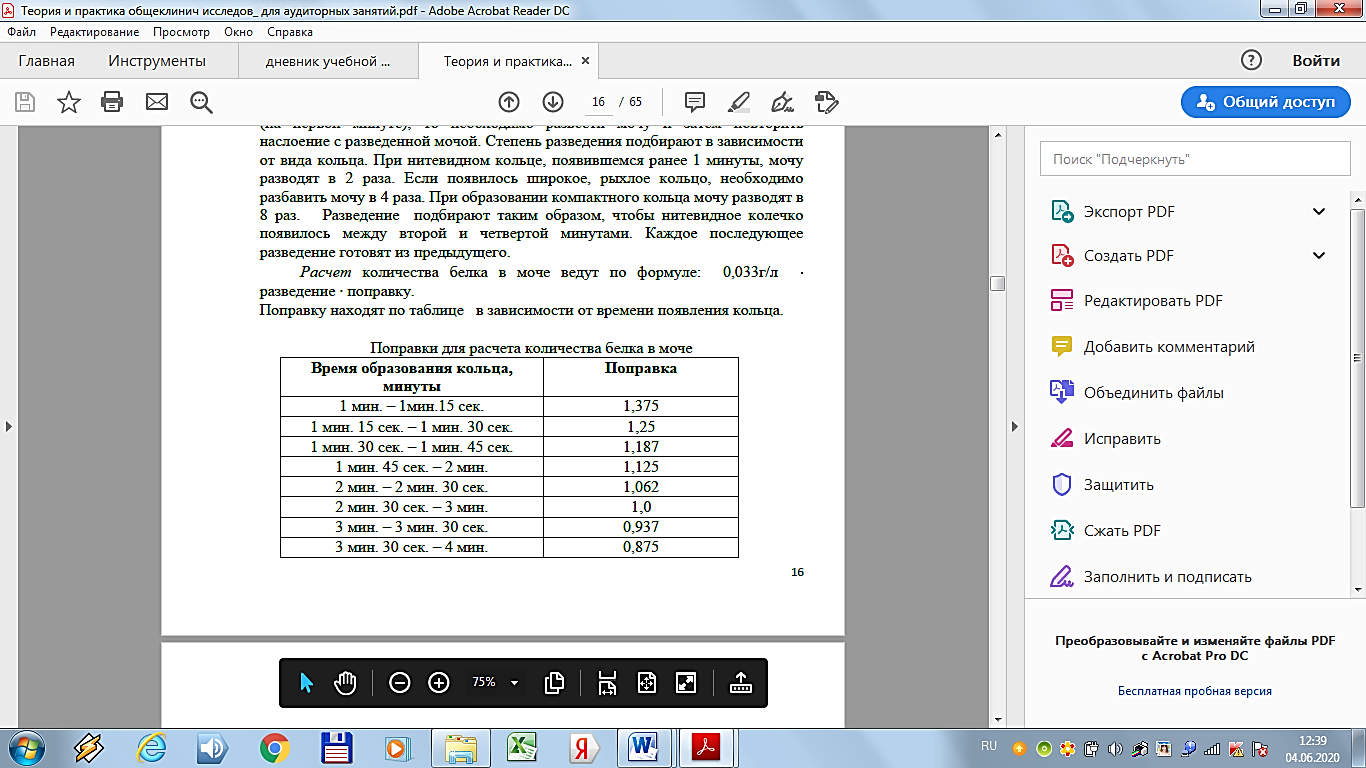 Теория и практика общеклинич исследов_ для аудиторных занятий.pdf - Adobe Acrobat Reader DC
Файл Редактирование Просмотр Окно Справка
Главная Инструменты дневник учебной ... Теория и практика... × Войти
16 / 65 Общий доступ
(на первой минуте), то необходимо развести мочу и затем повторить
наслоение с разведенной мочой. Степень разведения подбирают в зависимости
от вида кольца. При нитевидном кольце, появившемся ранее 1 минуты, мочу
разводят в 2 раза. Если появилось широкое, рыхлое кольцо, необходимо
разбавить мочу в 4 раза. При образовании компактного кольца мочу разводят в
8 раз. Разведение подбирают таким образом, чтобы нитевидное колечко
появилось между второй и четвертой минутами. Каждое последующее
разведение готовят из предыдущего.
Расчет количества белка в моче ведут по формуле: 0,033г/л ·
разведение · поправку.
Поправку находят по таблице в зависимости от времени появления кольца.
Поправки для расчета количества белка в моче
Время образования кольца, минуты Поправка
1 мин. – 1мин.15 сек. 1,375
1 мин. 15 сек. – 1 мин. 30 сек. 1,25
1 мин. 30 сек. – 1 мин. 45 сек. 1,187
1 мин. 45 сек. – 2 мин. 1,125
2 мин. – 2 мин. 30 сек. 1,062
2 мин. 30 сек. – 3 мин. 1,0
3 мин. – 3 мин. 30 сек. 0,937
3 мин. 30 сек. – 4 мин. 0,875
16
75%
Поиск "Подчеркнуть"
Экспорт PDF
Создать PDF
Редактировать PDF
Добавить комментарий
Объединить файлы
Исправить
Защитить
Сжать PDF
Заполнить и подписать
Преобразовывайте и изменяйте файлы PDF
с Acrobat Pro DC
Бесплатная пробная версия
RU 12:39
04.06.2020